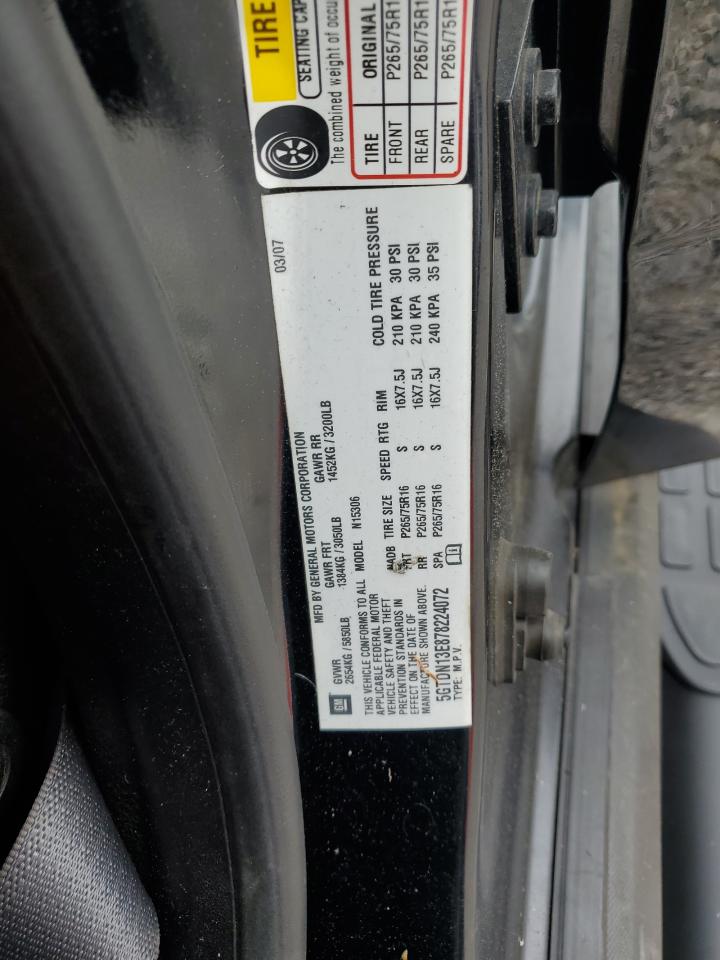 TIRE
SEATING CAP
The combined weight of occu
TIRE ORIGINAL
FRONT P265/75R1
REAR P265/75R1
SPARE P265/75R1
03/07
MFD BY GENERAL MOTORS CORPORATION
GVWR GAWR FRT GAWR RR
2654KG/5850LB 1384KG/3050LB 1452KG/3200LB
GM
THIS VEHICLE CONFORMS TO ALL MODEL N15306
APPLICABLE FEDERAL MOTOR
VEHICLE SAFETY AND THEFT
PREVENTION STANDARDS IN
EFFECT ON THE DATE OF
MANUFACTURE SHOWN ABOVE.
TIRE SIZE SPEED RTG RIM COLD TIRE PRESSURE
FRT P265/75R16 S 16X7.5J 210 KPA 30 PSI
RR P265/75R16 S 16X7.5J 210 KPA 30 PSI
SPA P265/75R16 S 16X7.5J 240 KPA 35 PSI
5GTDN13E878224072
TYPE: M.P.V.